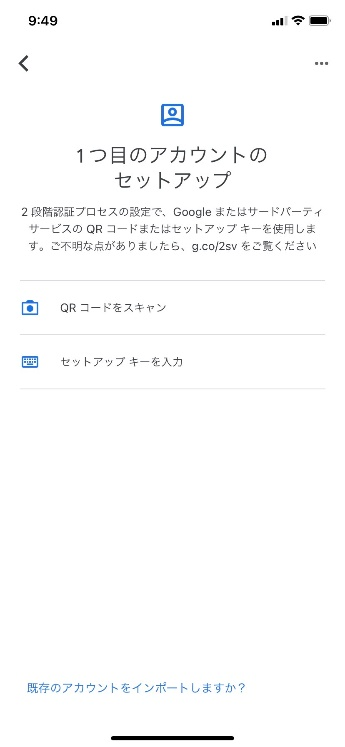 9:49
1つ目のアカウントの
セットアップ
2 段階認証プロセスの設定で、Google またはサードパーティ
サービスの QR コードまたはセットアップ キーを使用しま
す。ご不明な点がありましたら、g.co/2sv をご覧ください
QR コードをスキャン
セットアップ キーを入力
既存のアカウントをインポートしますか？